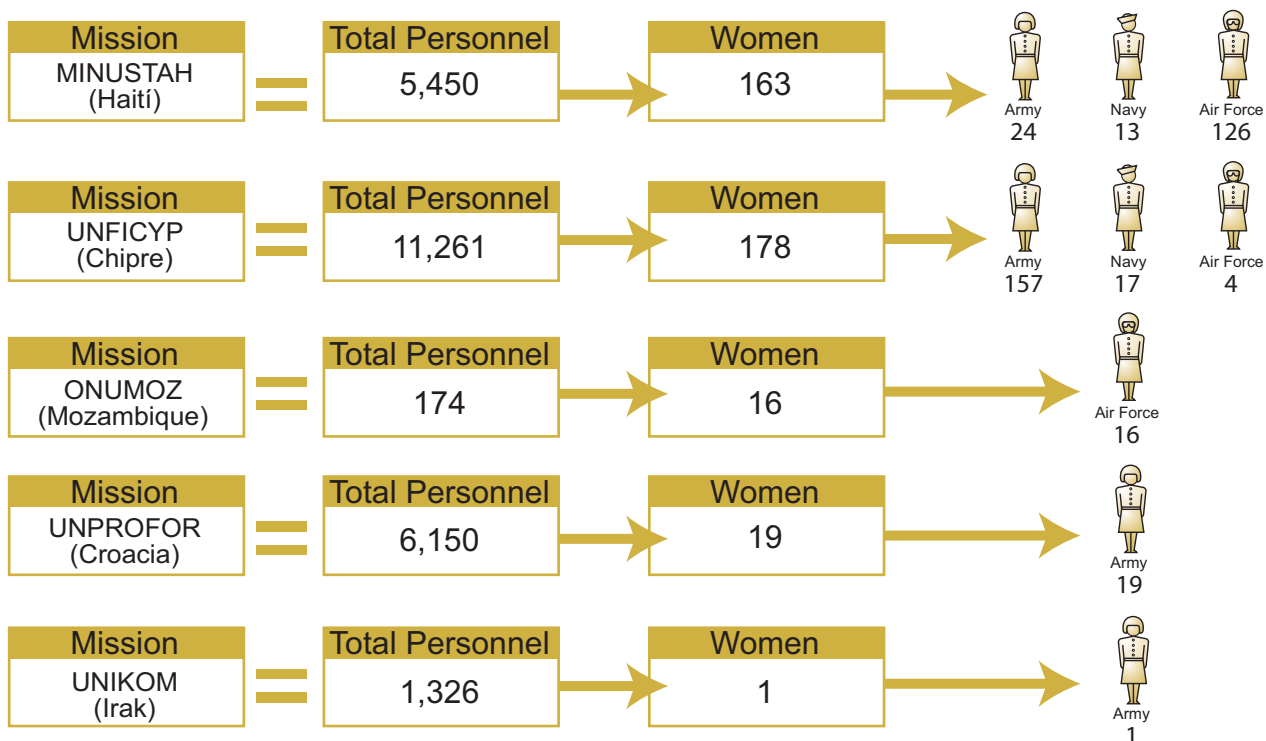 Mission
MINUSTAH
(Haití)
Total Personnel
5,450
Women
163
Army
24
Navy
13
Air Force
126
Mission
UNFICYP
(Chipre)
Total Personnel
11,261
Women
178
Army
157
Navy
17
Air Force
4
Mission
ONUMOZ
(Mozambique)
Total Personnel
174
Women
16
Air Force
16
Mission
UNPROFOR
(Croacia)
Total Personnel
6,150
Women
19
Army
19
Mission
UNIKOM
(Irak)
Total Personnel
1,326
Women
1
Army
1